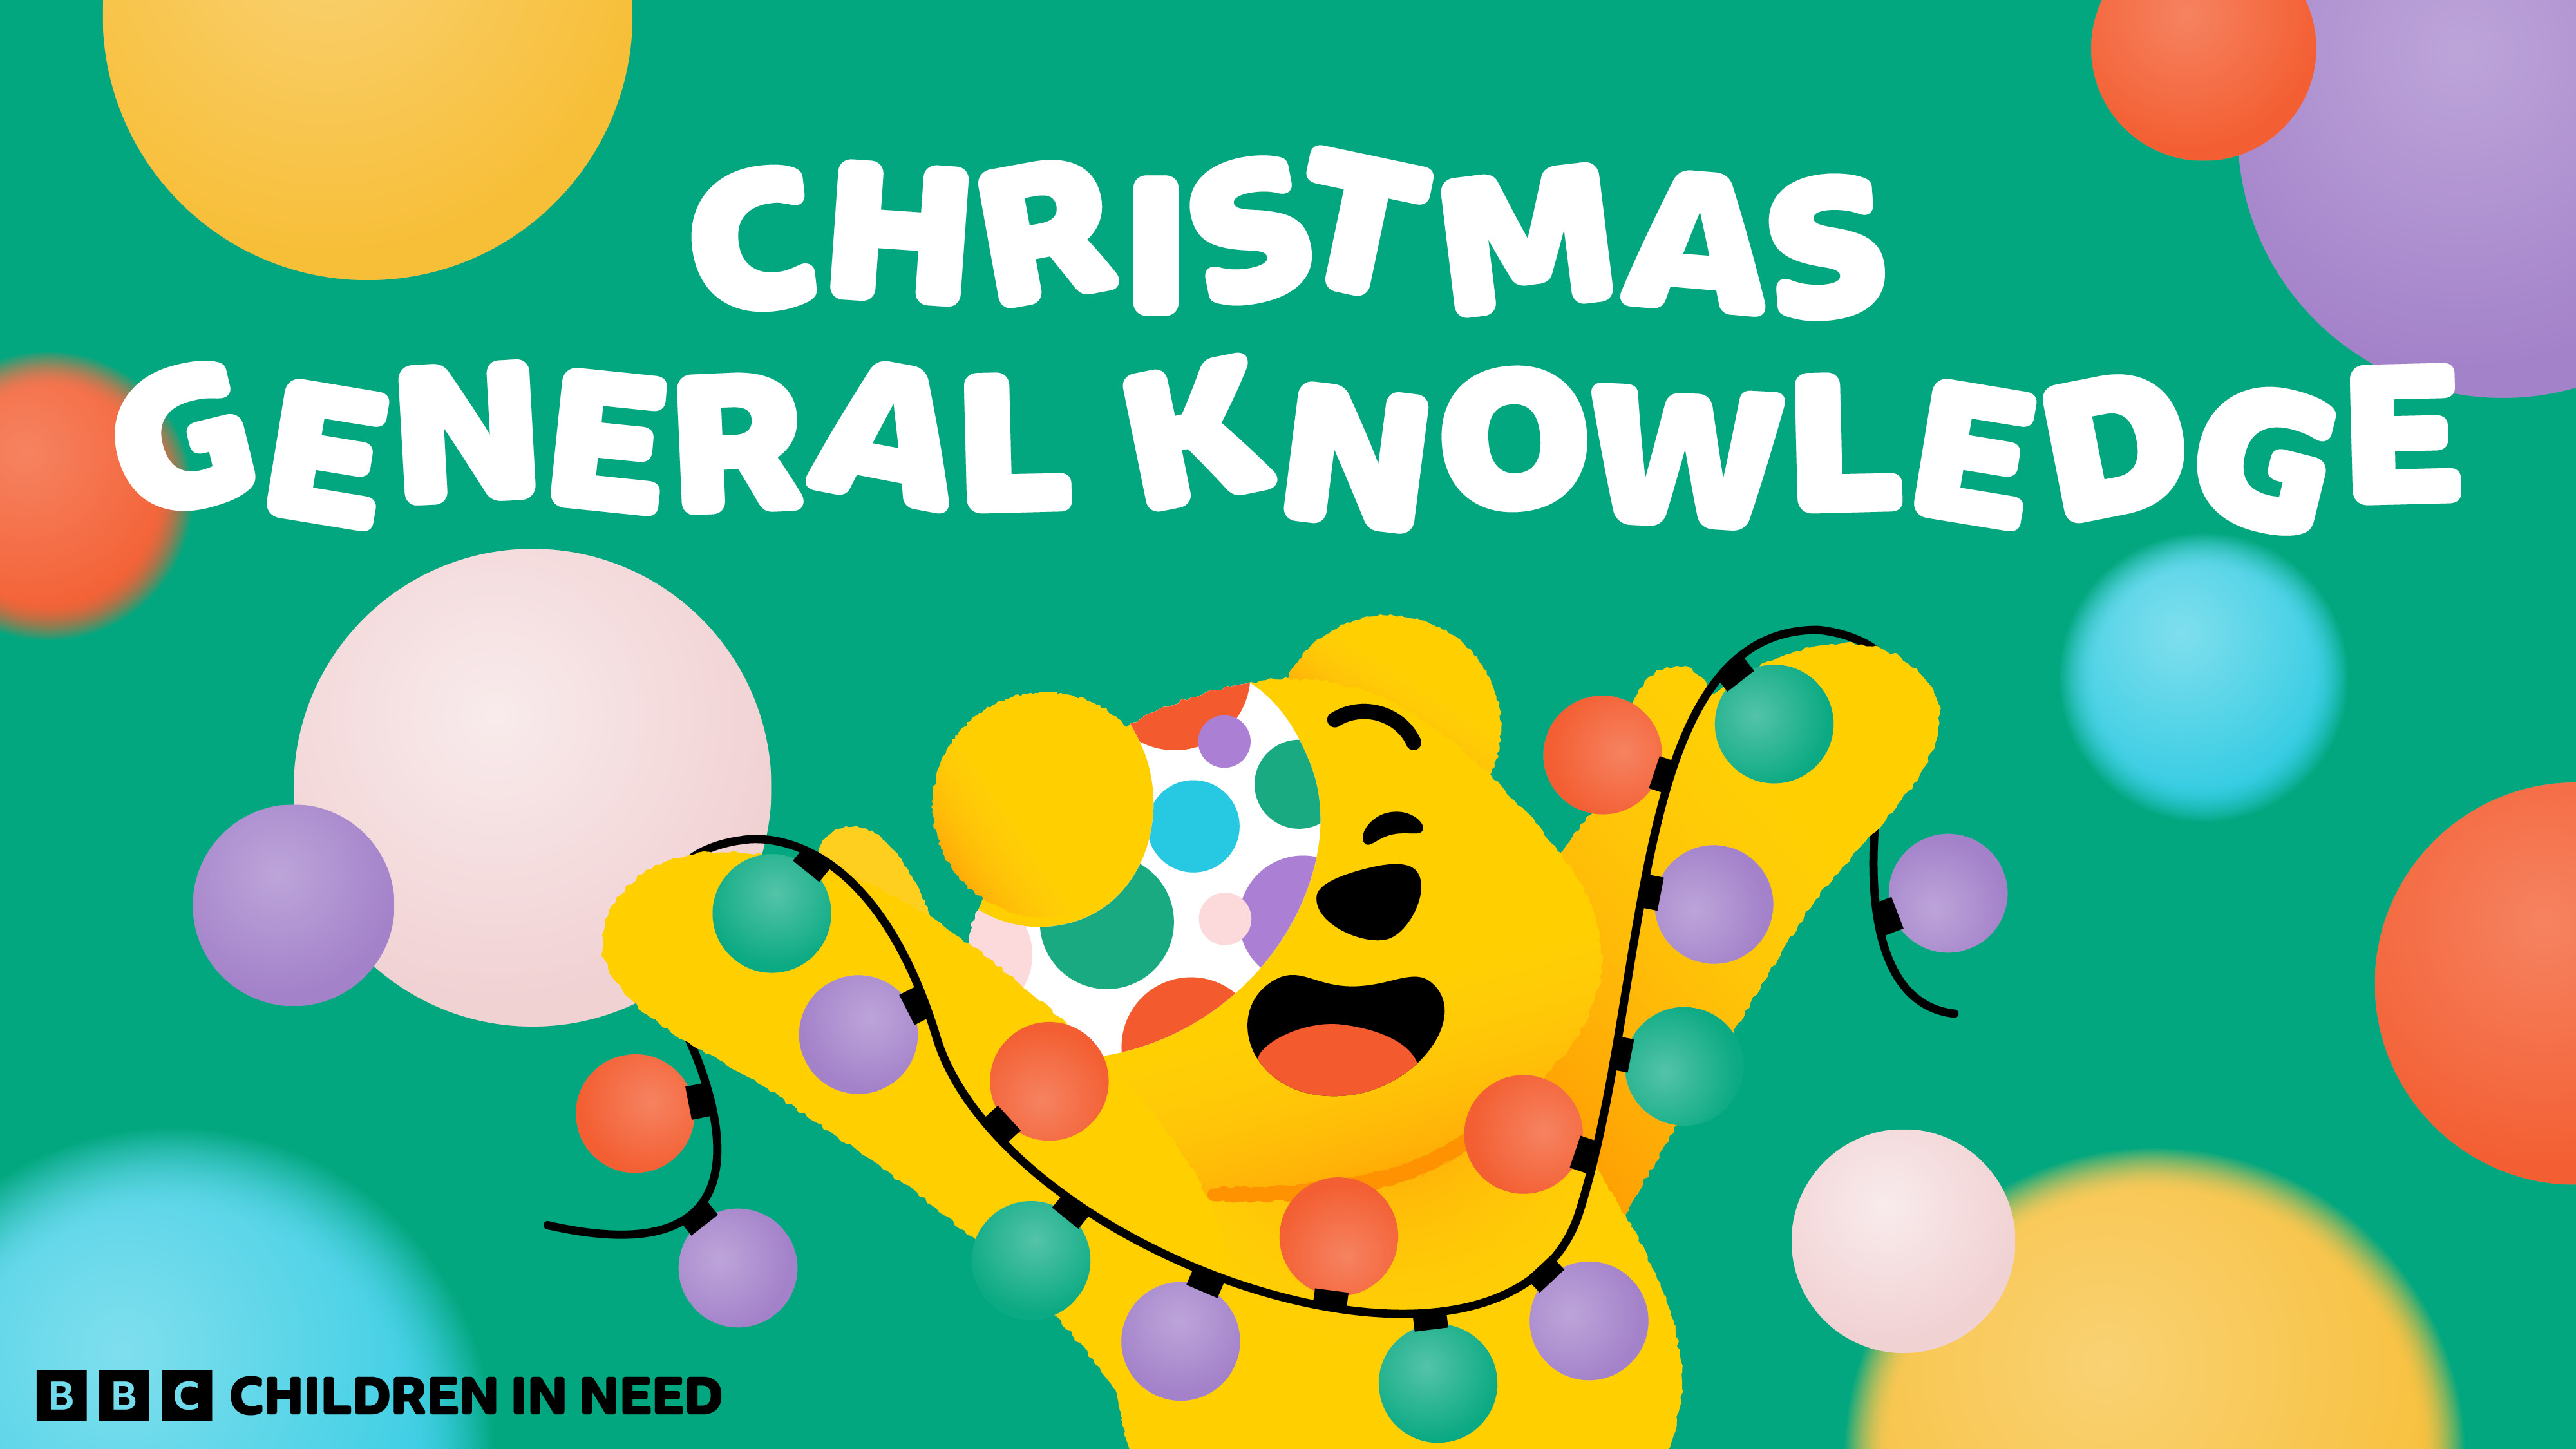 CHRISTMAS
GENERAL KNOWLEDGE
BBC CHILDREN IN NEED